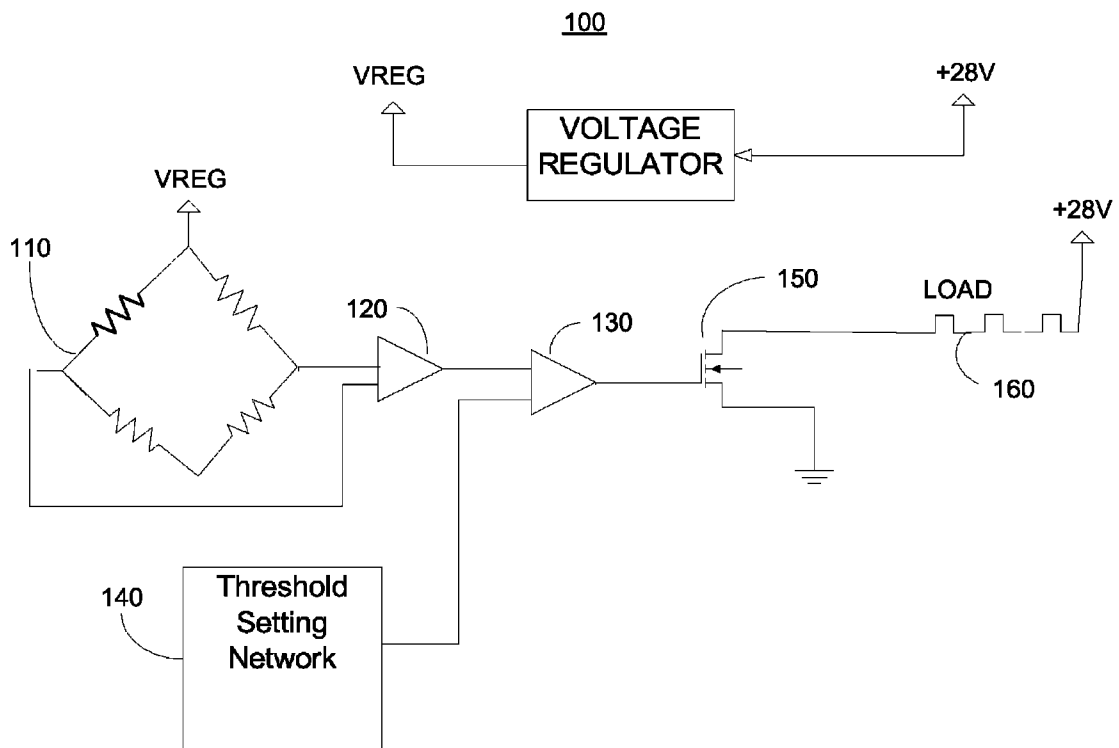 100
VREG
+28V
VOLTAGE
REGULATOR
VREG
+28V
110
150
LOAD
120
130
160
Threshold
Setting
Network
140